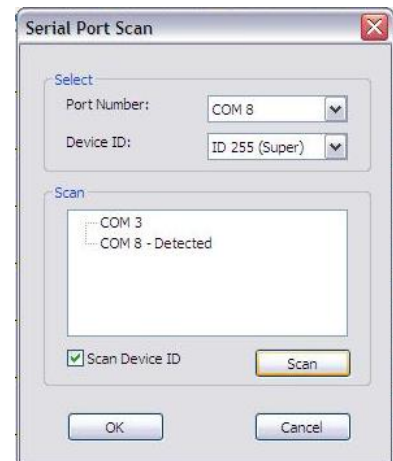 Serial Port Scan
Select
Port Number: COM 8
Device ID: ID 255 (Super)
Scan
COM 3
COM 8 - Detected
Scan Device ID Scan
OK Cancel